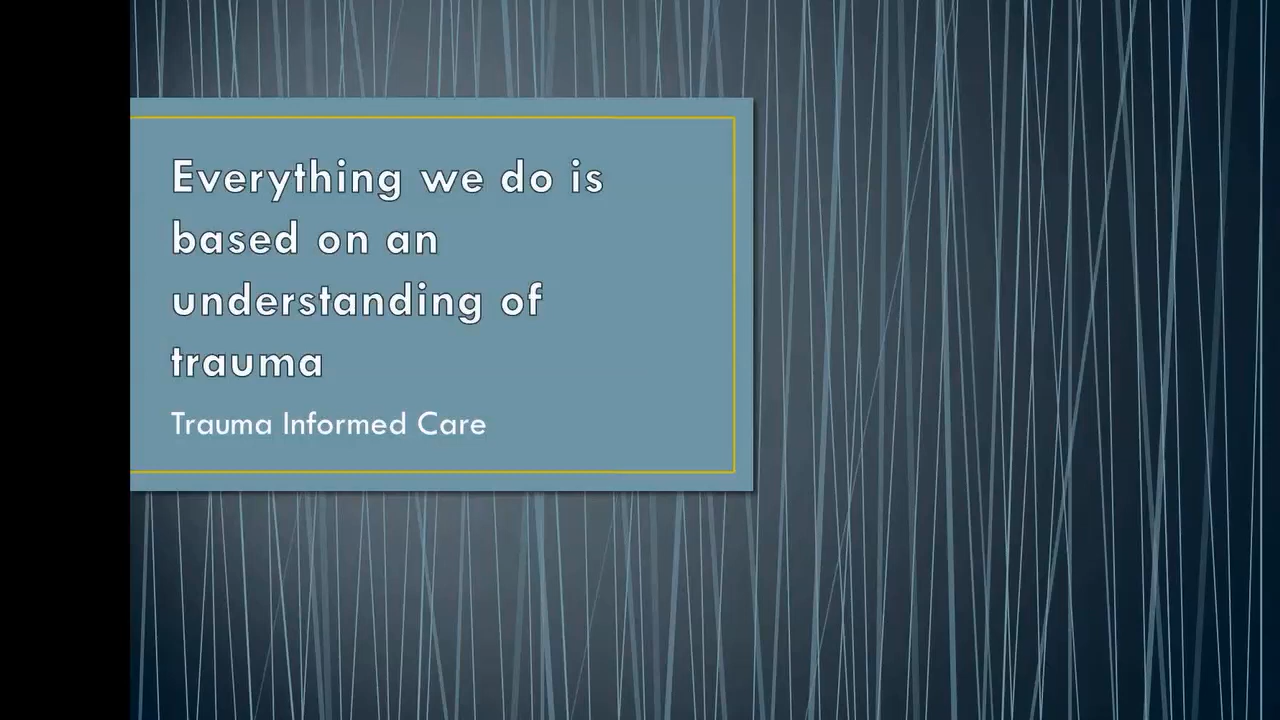 Everything we do is
based on an
understanding of
trauma
Trauma Informed Care